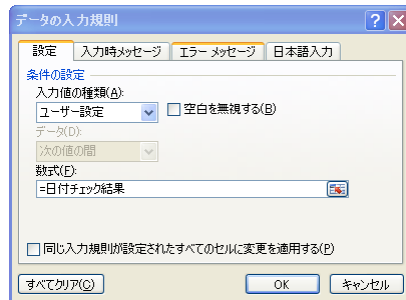 データの入力規則
設定 入力時メッセージ エラー メッセージ 日本語入力
条件の設定
入力値の種類(A):
ユーザー設定 空白を無視する(B)
データ(D):
次の値の間
数式(F):
=日付チェック結果
同じ入力規則が設定されたすべてのセルに変更を適用する(P)
すべてクリア(C) OK キャンセル